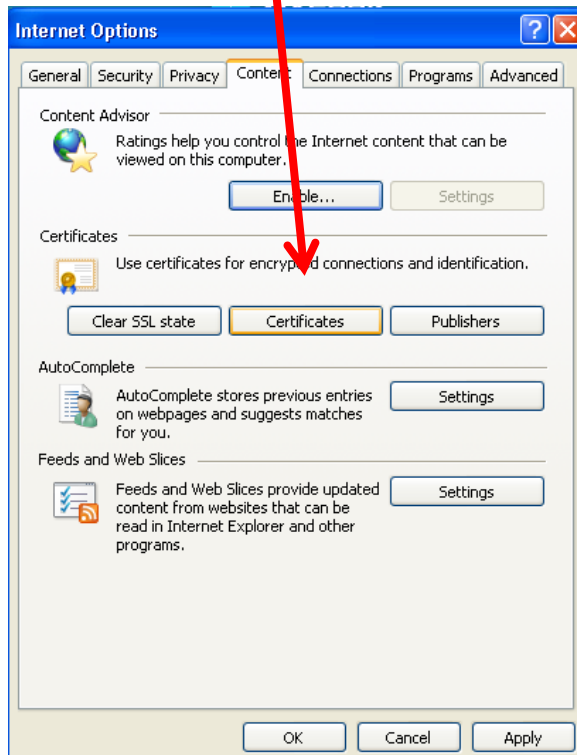 Internet Options
General Security Privacy Content Connections Programs Advanced
Content Advisor
Ratings help you control the Internet content that can be
viewed on this computer.
Enable... Settings
Certificates
Use certificates for encrypted connections and identification.
Clear SSL state Certificates Publishers
AutoComplete
AutoComplete stores previous entries
on webpages and suggests matches
for you.
Settings
Feeds and Web Slices
Feeds and Web Slices provide updated
content from websites that can be
read in Internet Explorer and other
programs.
Settings
OK Cancel Apply